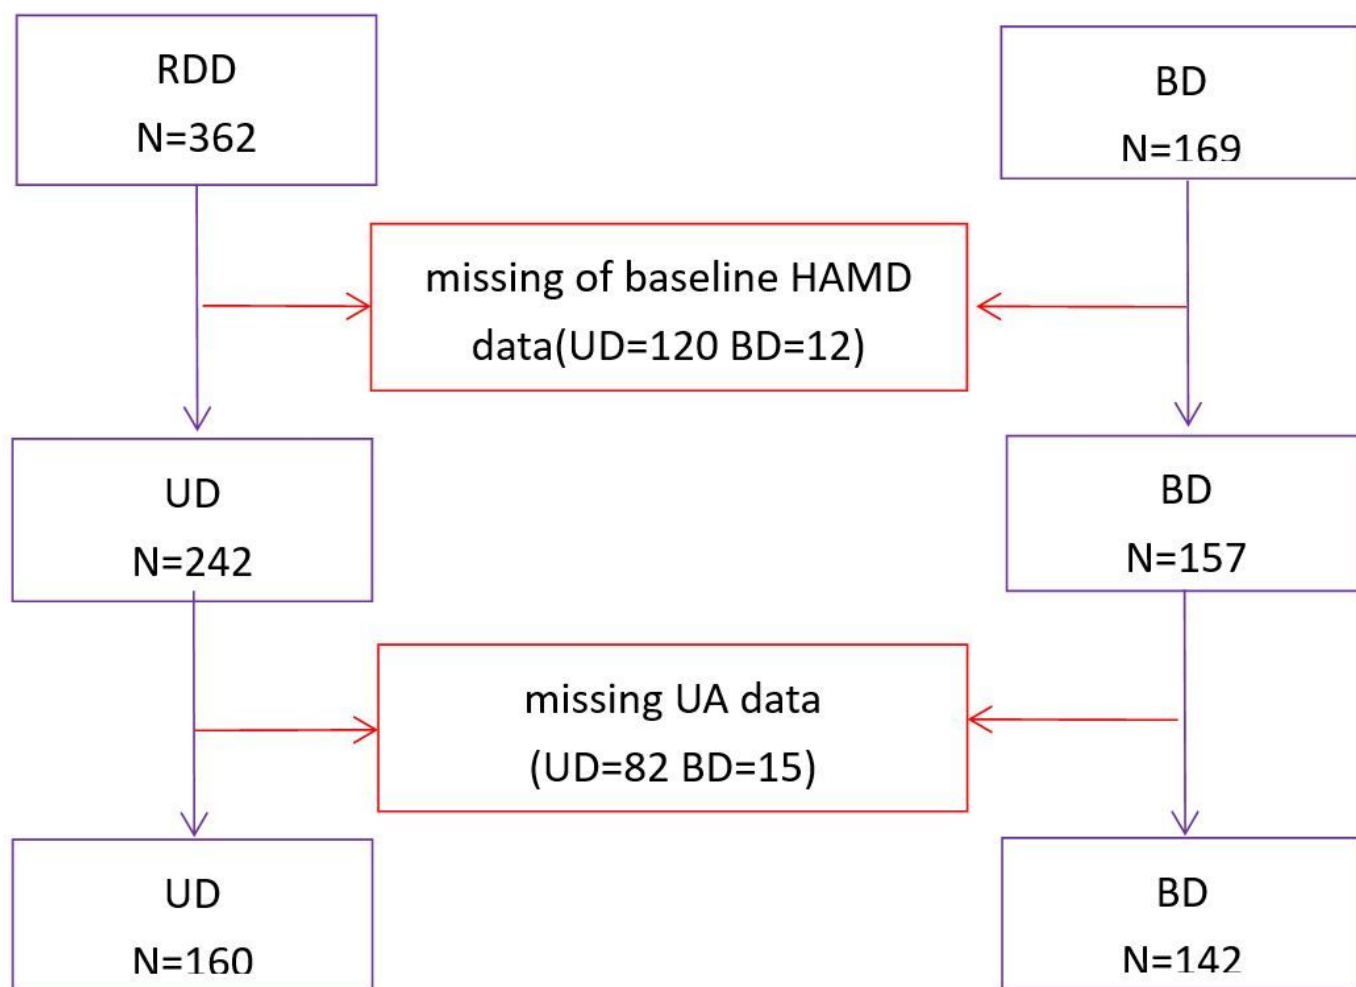 RDD
N=362
BD
N=169
missing of baseline HAMD
data(UD=120 BD=12)
UD
N=242
BD
N=157
missing UA data
(UD=82 BD=15)
UD
N=160
BD
N=142